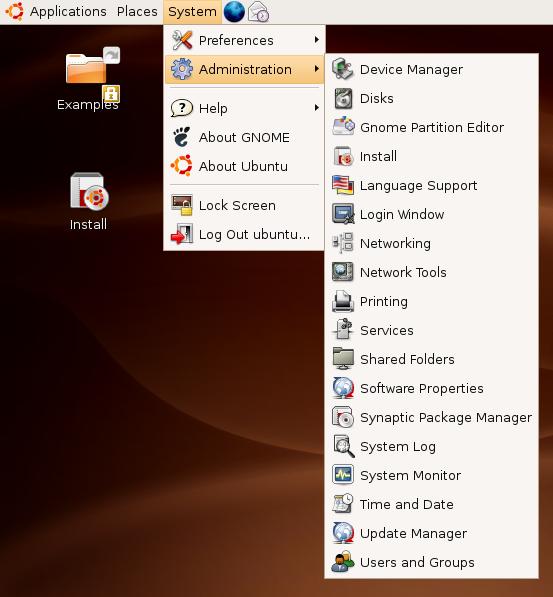 Applications Places System
Examples
Install
Preferences
Administration
Help
About GNOME
About Ubuntu
Lock Screen
Log Out ubuntu...
Device Manager
Disks
Gnome Partition Editor
Install
Language Support
Login Window
Networking
Network Tools
Printing
Services
Shared Folders
Software Properties
Synaptic Package Manager
System Log
System Monitor
Time and Date
Update Manager
Users and Groups